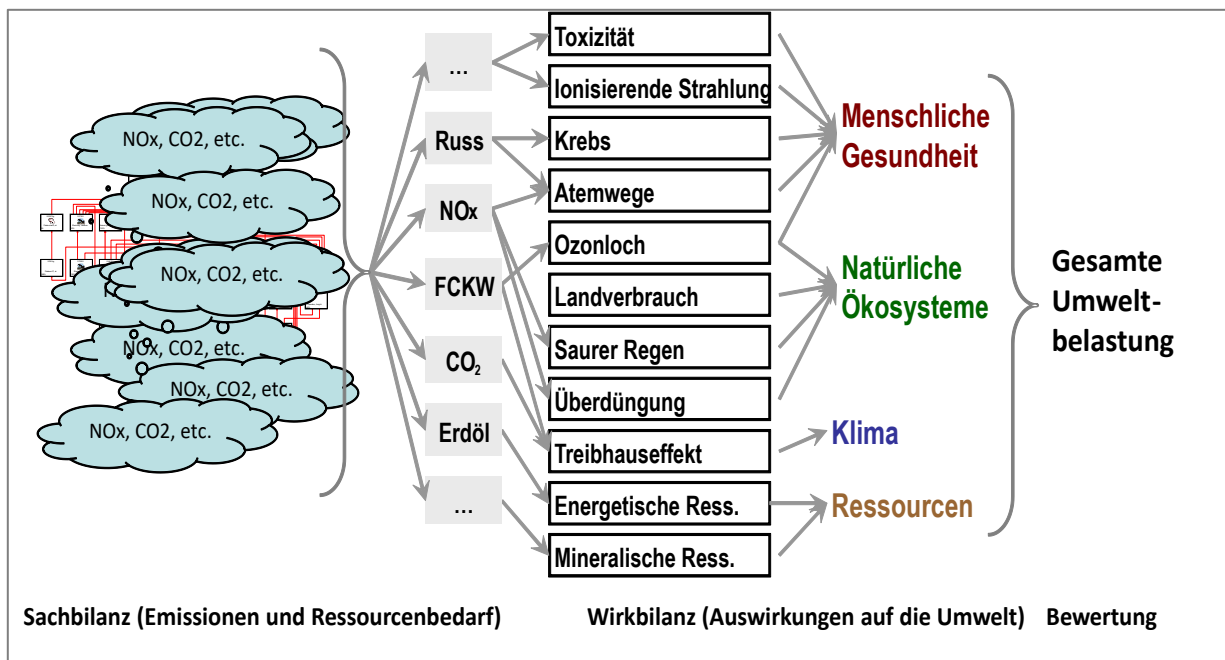 NOx, CO2, etc.
NOx, CO2, etc.
NOx, CO2, etc.
N
NOx, CO2, etc.
NOx, CO2, etc.
NOx, CO2, etc.
…
Russ
NOx
FCKW
CO₂
Erdöl
…
Toxizität
Ionisierende Strahlung
Krebs
Atemwege
Ozonloch
Landverbrauch
Saurer Regen
Überdüngung
Treibhauseffekt
Energetische Ress.
Mineralische Ress.
Menschliche
Gesundheit
Natürliche
Ökosysteme
Klima
Ressourcen
Gesamte
Umwelt-
belastung
Sachbilanz (Emissionen und Ressourcenbedarf)
Wirkbilanz (Auswirkungen auf die Umwelt)
Bewertung